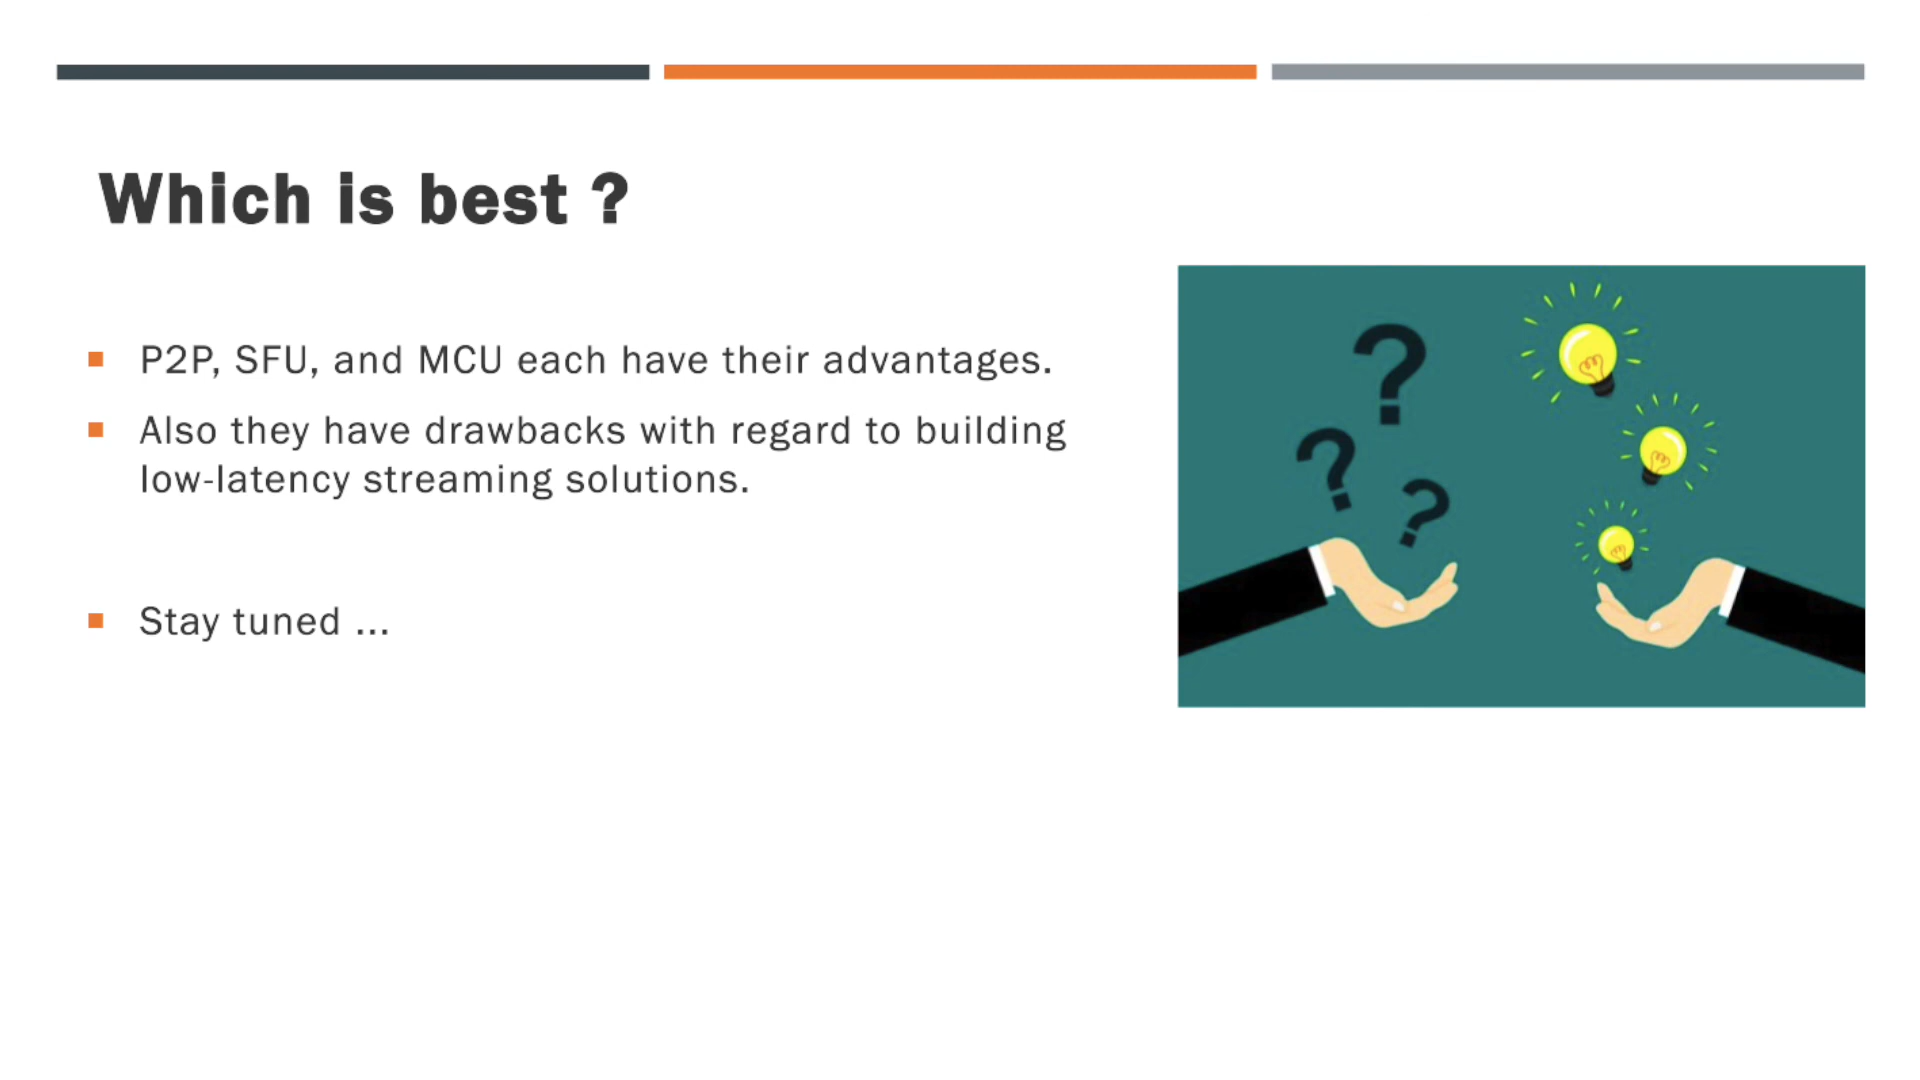 Which is best ?
P2P, SFU, and MCU each have their advantages.
Also they have drawbacks with regard to building
low-latency streaming solutions.
Stay tuned ...
? 
? 
?